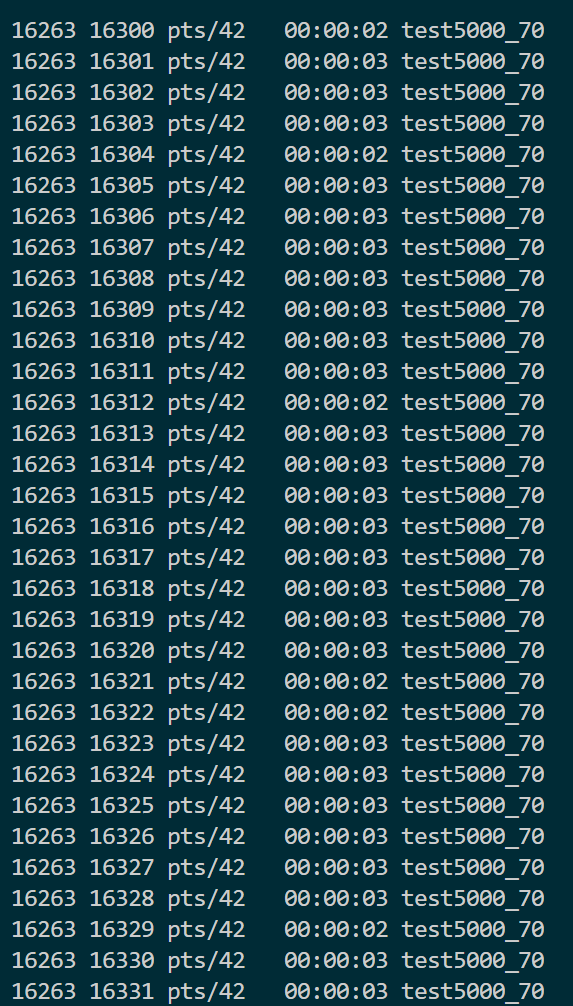 16263 16300 pts/42   00:00:02 test5000_70
16263 16301 pts/42   00:00:03 test5000_70
16263 16302 pts/42   00:00:03 test5000_70
16263 16303 pts/42   00:00:03 test5000_70
16263 16304 pts/42   00:00:02 test5000_70
16263 16305 pts/42   00:00:03 test5000_70
16263 16306 pts/42   00:00:03 test5000_70
16263 16307 pts/42   00:00:03 test5000_70
16263 16308 pts/42   00:00:03 test5000_70
16263 16309 pts/42   00:00:03 test5000_70
16263 16310 pts/42   00:00:03 test5000_70
16263 16311 pts/42   00:00:03 test5000_70
16263 16312 pts/42   00:00:02 test5000_70
16263 16313 pts/42   00:00:03 test5000_70
16263 16314 pts/42   00:00:03 test5000_70
16263 16315 pts/42   00:00:03 test5000_70
16263 16316 pts/42   00:00:03 test5000_70
16263 16317 pts/42   00:00:03 test5000_70
16263 16318 pts/42   00:00:03 test5000_70
16263 16319 pts/42   00:00:03 test5000_70
16263 16320 pts/42   00:00:03 test5000_70
16263 16321 pts/42   00:00:02 test5000_70
16263 16322 pts/42   00:00:02 test5000_70
16263 16323 pts/42   00:00:03 test5000_70
16263 16324 pts/42   00:00:03 test5000_70
16263 16325 pts/42   00:00:03 test5000_70
16263 16326 pts/42   00:00:03 test5000_70
16263 16327 pts/42   00:00:03 test5000_70
16263 16328 pts/42   00:00:03 test5000_70
16263 16329 pts/42   00:00:02 test5000_70
16263 16330 pts/42   00:00:03 test5000_70
16263 16331 pts/42   00:00:03 test5000_70